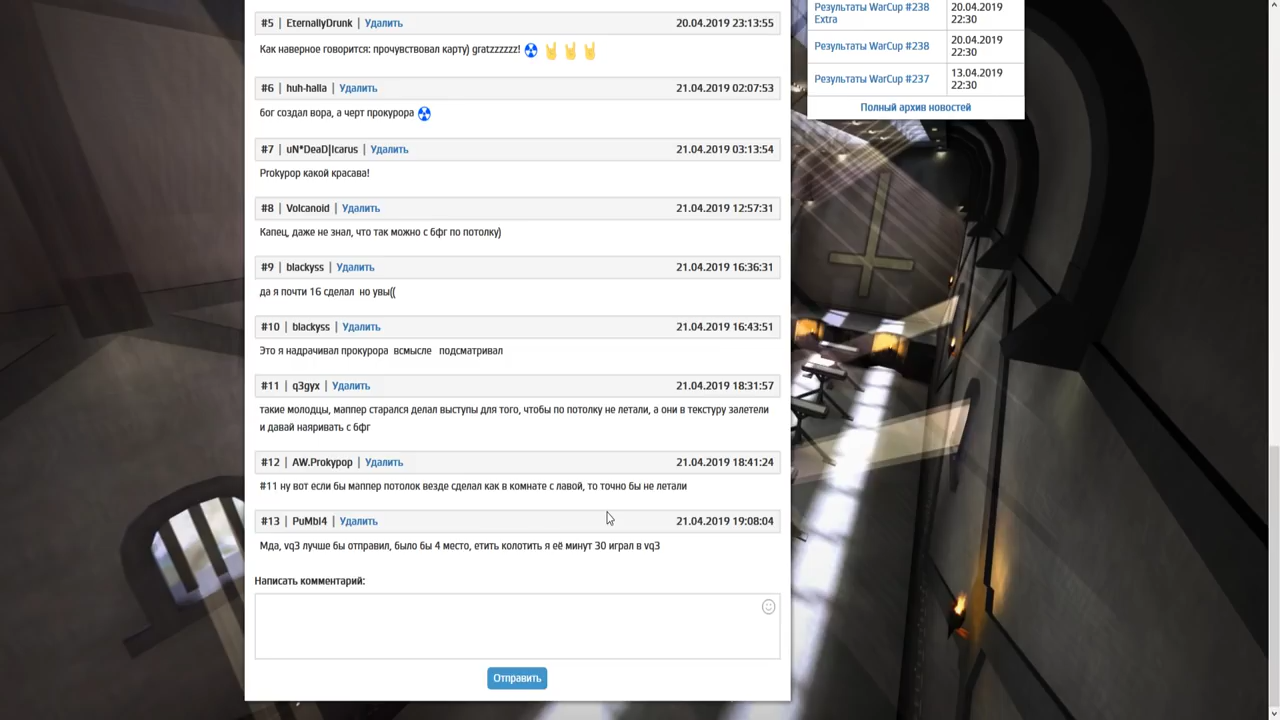 #5 | EternallyDrunk | Удалить 20.04.2019 23:13:55
Как наверное говорится: прочувствовал карту) gratzzzzzz!
#6 | huh-halla | Удалить 21.04.2019 02:07:53
бог создал вора, а черт прокурора
#7 | uN*DeaD|Icarus | Удалить 21.04.2019 03:13:54
Prokypop какой красава!
#8 | Volcanoid | Удалить 21.04.2019 12:57:31
Капец, даже не знал, что так можно с бфг по потолку)
#9 | blackyss | Удалить 21.04.2019 16:36:31
да я почти 16 сделал но увы((
#10 | blackyss | Удалить 21.04.2019 16:43:51
Это я надрачивал прокурора всмысле подсматривал
#11 | q3gyx | Удалить 21.04.2019 18:31:57
такие молодцы, маппер старался делал выступы для того, чтобы по потолку не летали, а они в текстуру залетели
и давай наяривать с бфг
#12 | AW.Prokypop | Удалить 21.04.2019 18:41:24
#11 ну вот если бы маппер потолок везде сделал как в комнате с лавой, то точно бы не летали
#13 | PuMbI4 | Удалить 21.04.2019 19:08:04
Мда, vq3 лучше бы отправил, было бы 4 место, етить колотить я её минут 30 играл в vq3
Написать комментарий:
Отправить
Результаты WarCup #238 20.04.2019
Extra 22:30
Результаты WarCup #238 20.04.2019
22:30
Результаты WarCup #237 13.04.2019
22:30
Полный архив новостей